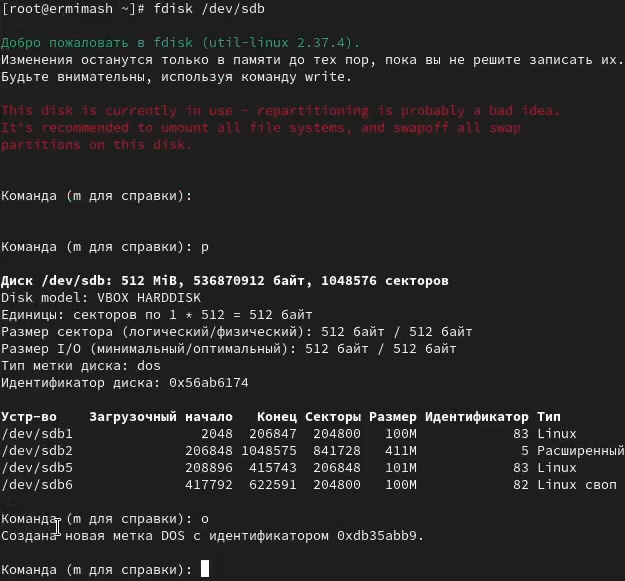 [root@ermimash ~]# fdisk /dev/sdb
Добро пожаловать в fdisk (util-linux 2.37.4).
Изменения останутся только в памяти до тех пор, пока вы не решите записать их.
Будьте внимательны, используя команду write.
This disk is currently in use - repartitioning is probably a bad idea.
It's recommended to umount all file systems, and swapoff all swap
partitions on this disk.
Команда (m для справки):
Команда (m для справки): p
Диск /dev/sdb: 512 MiB, 536870912 байт, 1048576 секторов
Disk model: VBOX HARDDISK
Единицы: секторов по 1 * 512 = 512 байт
Размер сектора (логический/физический): 512 байт / 512 байт
Размер I/O (минимальный/оптимальный): 512 байт / 512 байт
Тип метки диска: dos
Идентификатор диска: 0x56ab6174
Устр-во Загрузочный начало Конец Секторы Размер Идентификатор Тип
/dev/sdb1 2048 206847 204800 100M 83 Linux
/dev/sdb2 206848 1048575 841728 411M 5 Расширенный
/dev/sdb5 208896 415743 206848 101M 83 Linux
/dev/sdb6 417792 622591 204800 100M 82 Linux своп
Команда (m для справки): o
Создана новая метка DOS с идентификатором 0xdb35abb9.
Команда (m для справки):